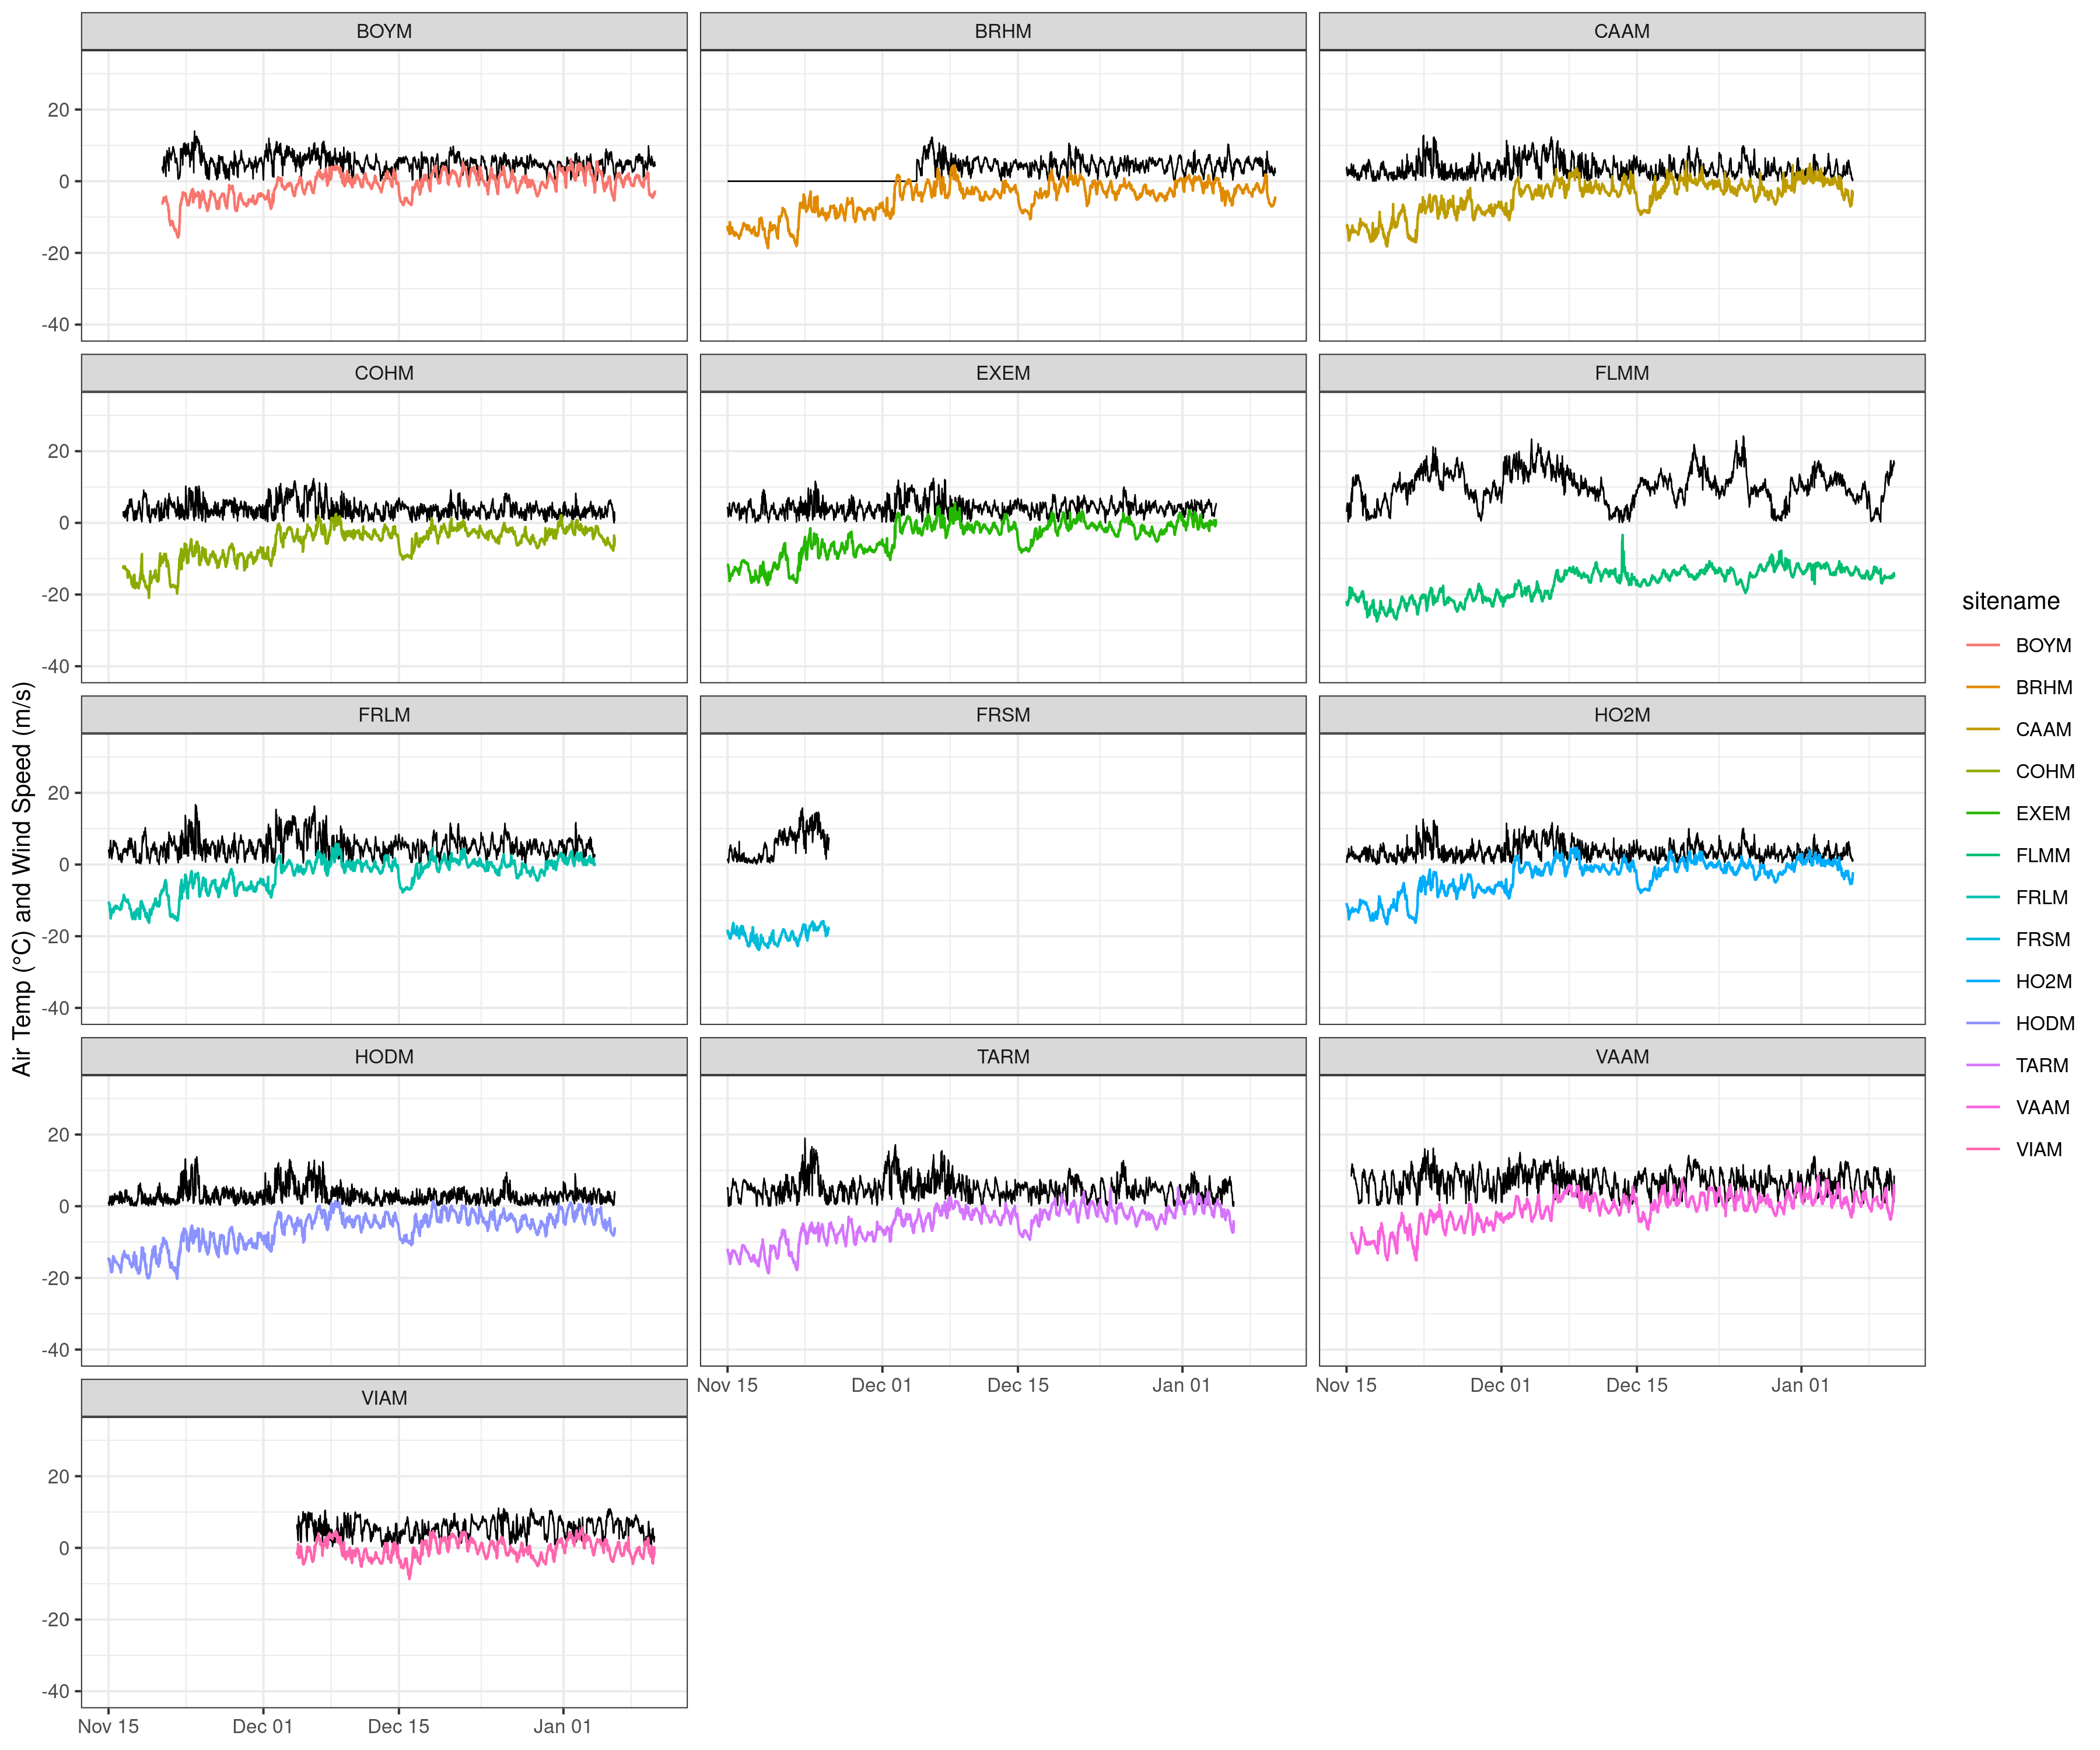 BOYM
BRHM
CAAM
20
0
-20
-40
COHM
EXEM
FLMM
20
0
-20
-40
FRLM
FRSM
HO2M
20
0
-20
-40
HODM
TARM
VAAM
20
0
-20
-40
Nov 15 Dec 01 Dec 15 Jan 01
Nov 15 Dec 01 Dec 15 Jan 01
VIAM
20
0
-20
-40
Nov 15 Dec 01 Dec 15 Jan 01
Air Temp (°C) and Wind Speed (m/s)
sitename
BOYM
BRHM
CAAM
COHM
EXEM
FLMM
FRLM
FRSM
HO2M
HODM
TARM
VAAM
VIAM